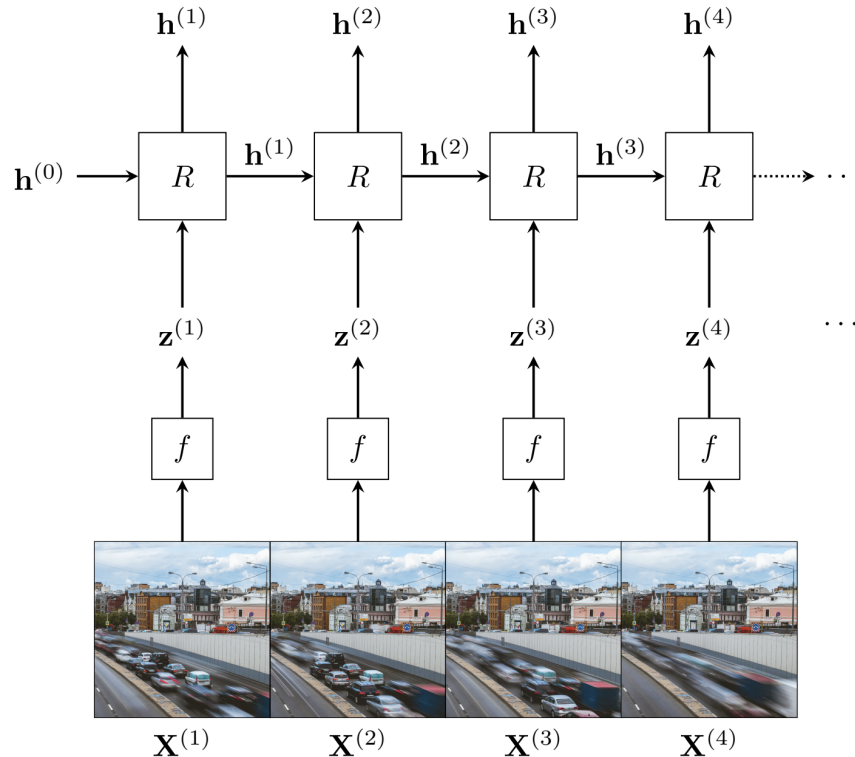 h^(1) h^(2) h^(3) h^(4)
h^(1) h^(2) h^(3)
h^(0) R R R R ··
z^(1) z^(2) z^(3) z^(4) ···
f f f f
X^(1) X^(2) X^(3) X^(4)